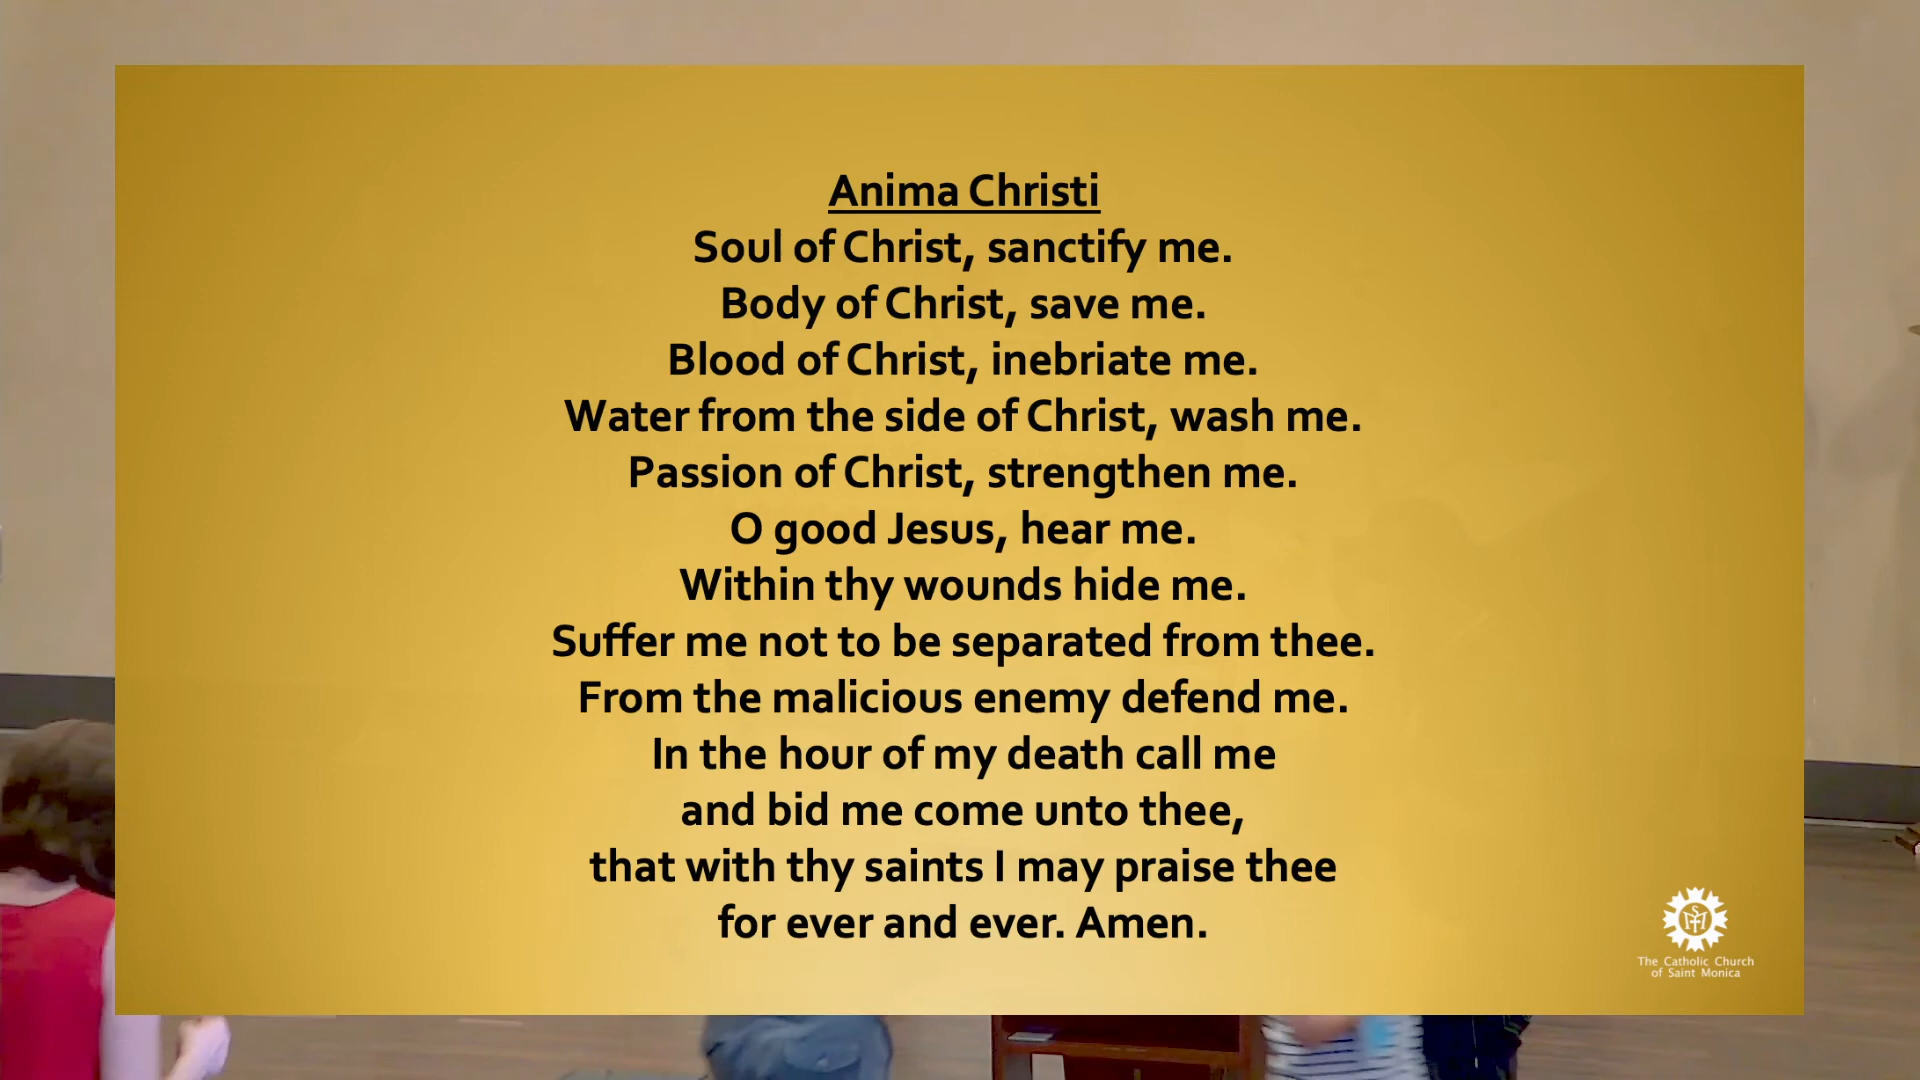 Anima Christi
Soul of Christ, sanctify me.
Body of Christ, save me.
Blood of Christ, inebriate me.
Water from the side of Christ, wash me.
Passion of Christ, strengthen me.
O good Jesus, hear me.
Within thy wounds hide me.
Suffer me not to be separated from thee.
From the malicious enemy defend me.
In the hour of my death call me
and bid me come unto thee,
that with thy saints I may praise thee
for ever and ever. Amen.
The Catholic Church
of Saint Monica